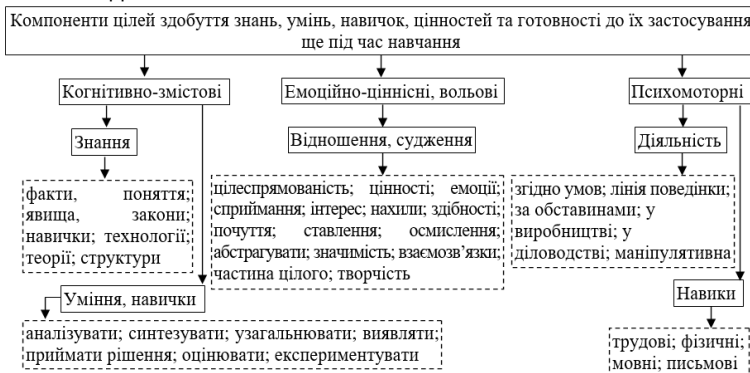 Компоненти цілей здобуття знань, умінь, навичок, цінностей та готовності до їх застосування
ще під час навчання
Когнітивно-змістові
Емоційно-ціннісні, вольові
Психомоторні
Знання
Відношення, судження
Діяльність
факти, поняття;
явища, закони;
навички; технології;
теорії; структури
цілеспрямованість; цінності; емоції;
сприймання; інтерес; нахили; здібності;
почуття; ставлення; осмислення;
абстрагувати; значимість; взаємозв’язки;
частина цілого; творчість
згідно умов; лінія поведінки;
за обставинами; у
виробництві; у
діловодстві; маніпулятивна
Уміння, навички
Навики
аналізувати; синтезувати; узагальнювати; виявляти;
приймати рішення; оцінювати; експериментувати
трудові; фізичні;
мовні; письмові